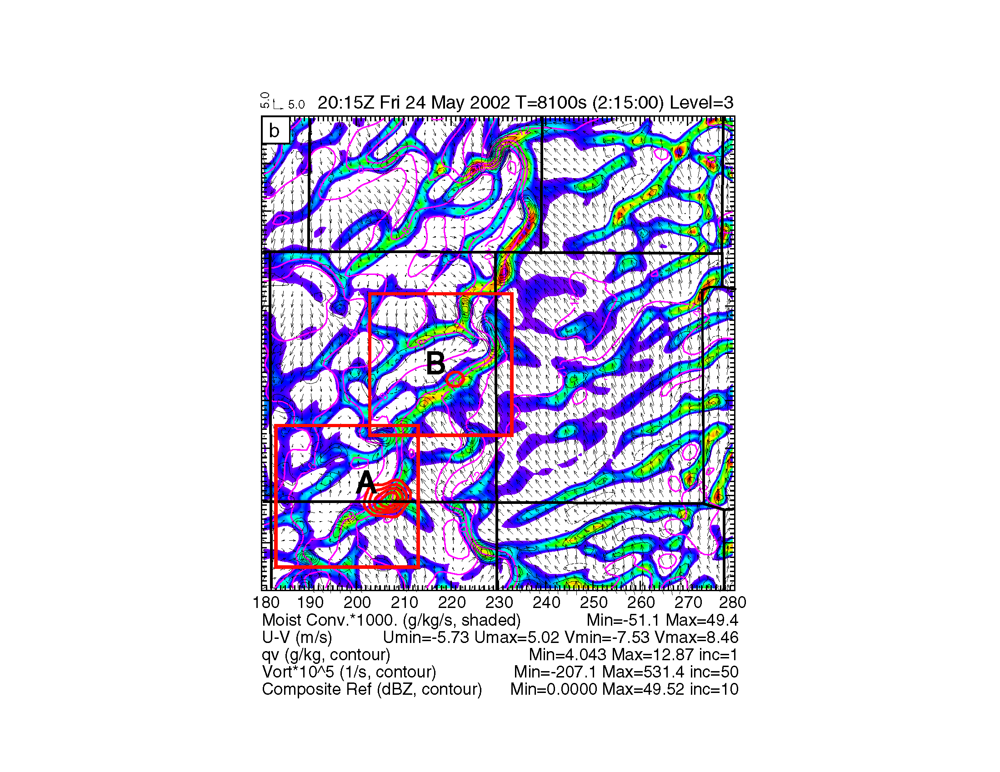 5.0
5.0 20:15Z Fri 24 May 2002 T=8100s (2:15:00) Level=3
b
B
A
12
12
8
8
180 190 200 210 220 230 240 250 260 270 280
Moist Conv.*1000. (g/kg/s, shaded) Min=-51.1 Max=49.4
U-V (m/s) Umin=-5.73 Umax=5.02 Vmin=-7.53 Vmax=8.46
qv (g/kg, contour) Min=4.043 Max=12.87 inc=1
Vort*10^5 (1/s, contour) Min=-207.1 Max=531.4 inc=50
Composite Ref (dBZ, contour) Min=0.0000 Max=49.52 inc=10